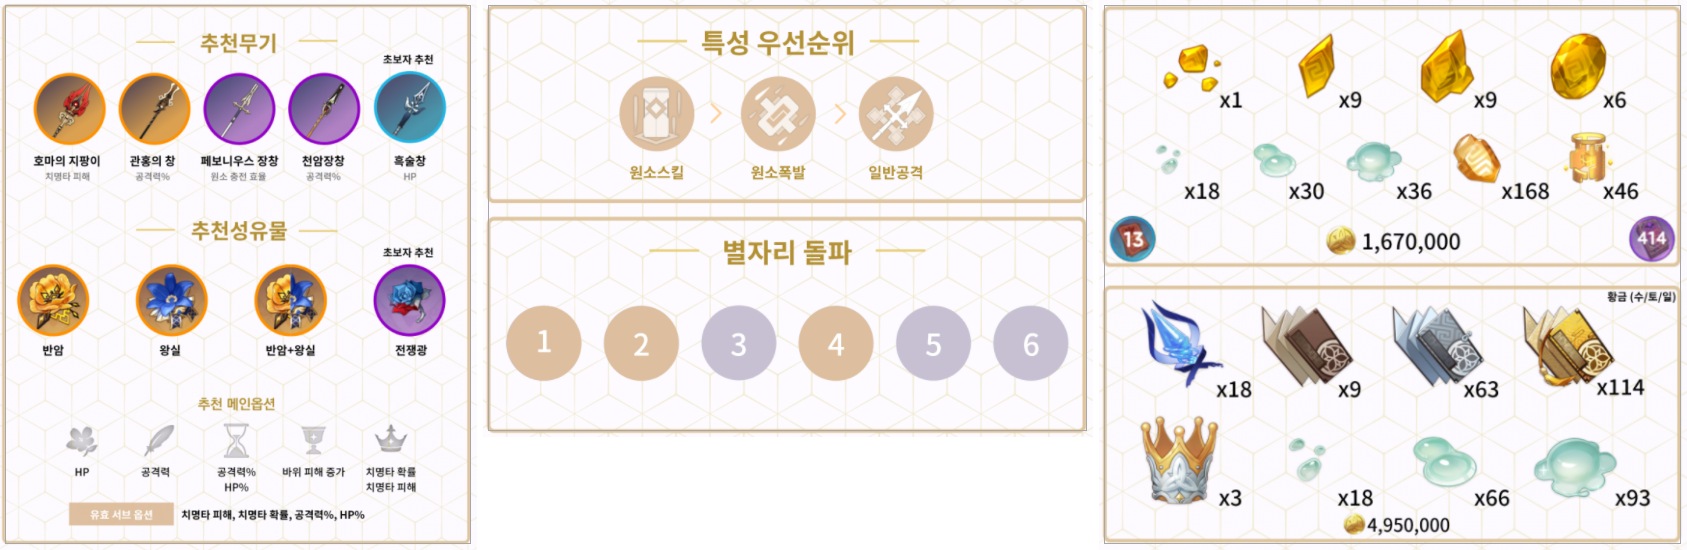 추천무기
초보자 추천
호마의 지팡이
치명타 피해
관홍의 창
공격력%
페보니우스 장창
원소 충전 효율
천암장창
공격력%
흑술창
HP
추천성유물
초보자 추천
반암
왕실
반암+왕실
전쟁광
추천 메인옵션
HP
공격력
공격력%
HP%
바위 피해 증가
치명타 확률
치명타 피해
유효 서브 옵션
치명타 피해, 치명타 확률, 공격력%, HP%
특성 우선순위
원소스킬
원소폭발
일반공격
별자리 돌파
1
2
3
4
5
6
x1
x9
x9
x6
x18
x30
x36
x168
x46
13
1,670,000
414
황금 (수/토/일)
x18
x9
x63
x114
x3
x18
x66
x93
4,950,000